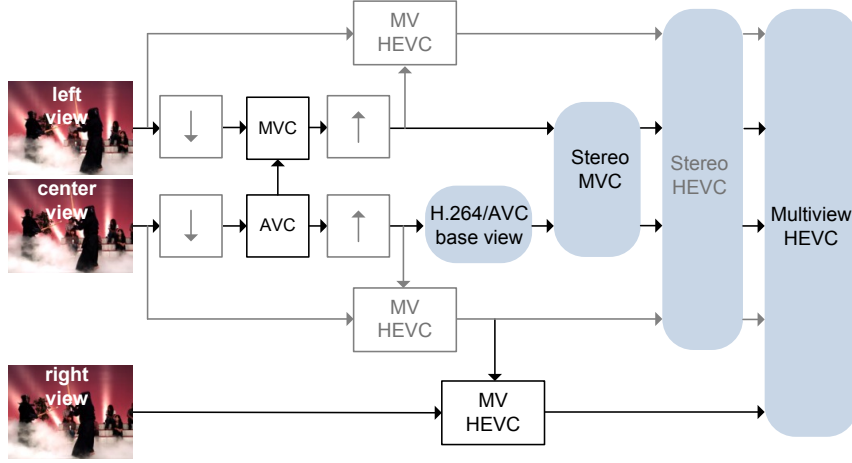 MV
HEVC
left
view
MVC
Stereo
MVC
Stereo
HEVC
center
view
AVC
H.264/AVC
base view
Multiview
HEVC
MV
HEVC
right
view
MV
HEVC